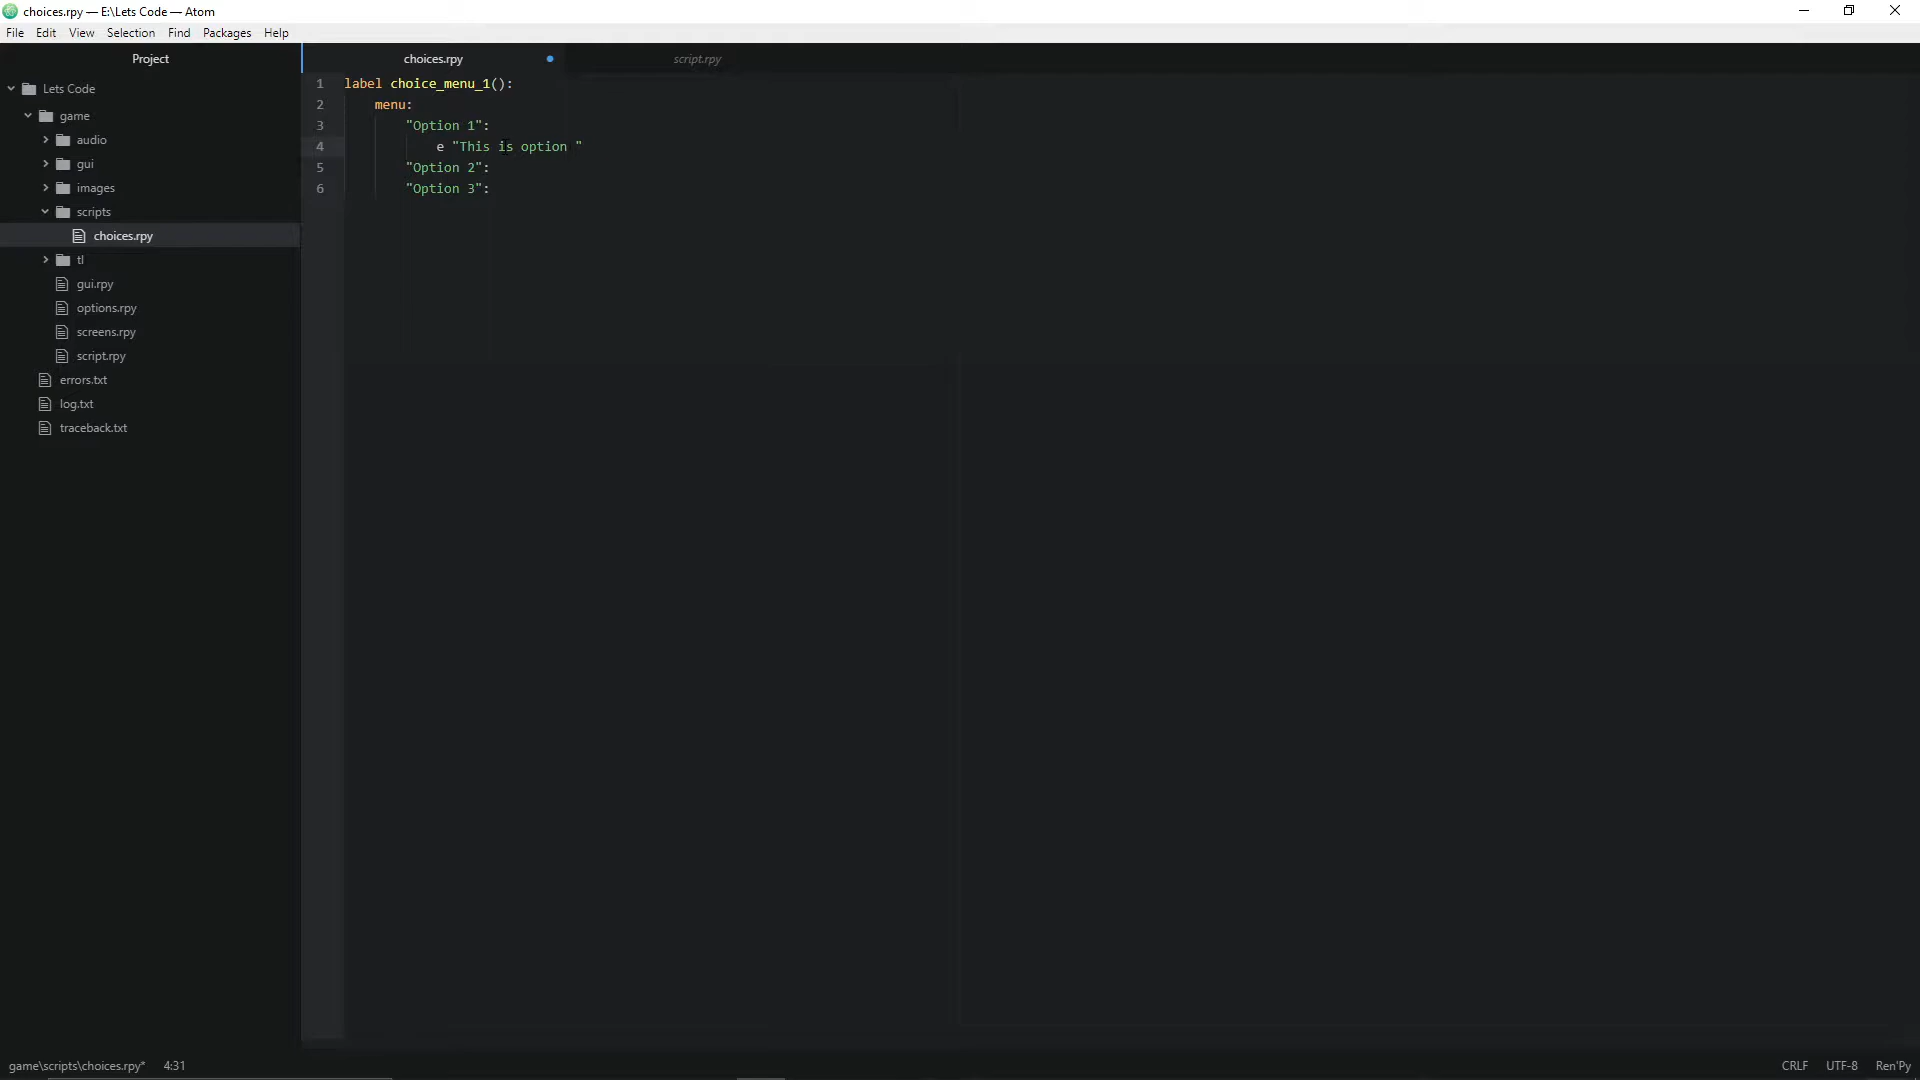 choices.rpy — E:\Lets Code — Atom
File Edit View Selection Find Packages Help
Project
Lets Code
game
audio
gui
images
scripts
choices.rpy
tl
gui.rpy
options.rpy
screens.rpy
script.rpy
errors.txt
log.txt
traceback.txt
choices.rpy script.rpy
1 label choice_menu_1():
2 menu:
3 "Option 1":
4 e "This is option "
5 "Option 2":
6 "Option 3":
game\scripts\choices.rpy* 4:31 CRLF UTF-8 Ren'Py